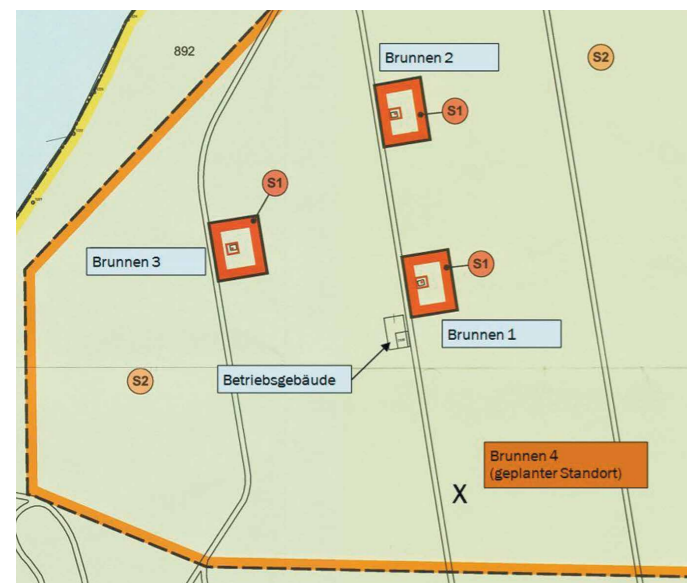 892
Brunnen 2
S2
S1
S1
Brunnen 3
S1
Brunnen 1
Betriebsgebäude
S2
Brunnen 4
(geplanter Standort)
X